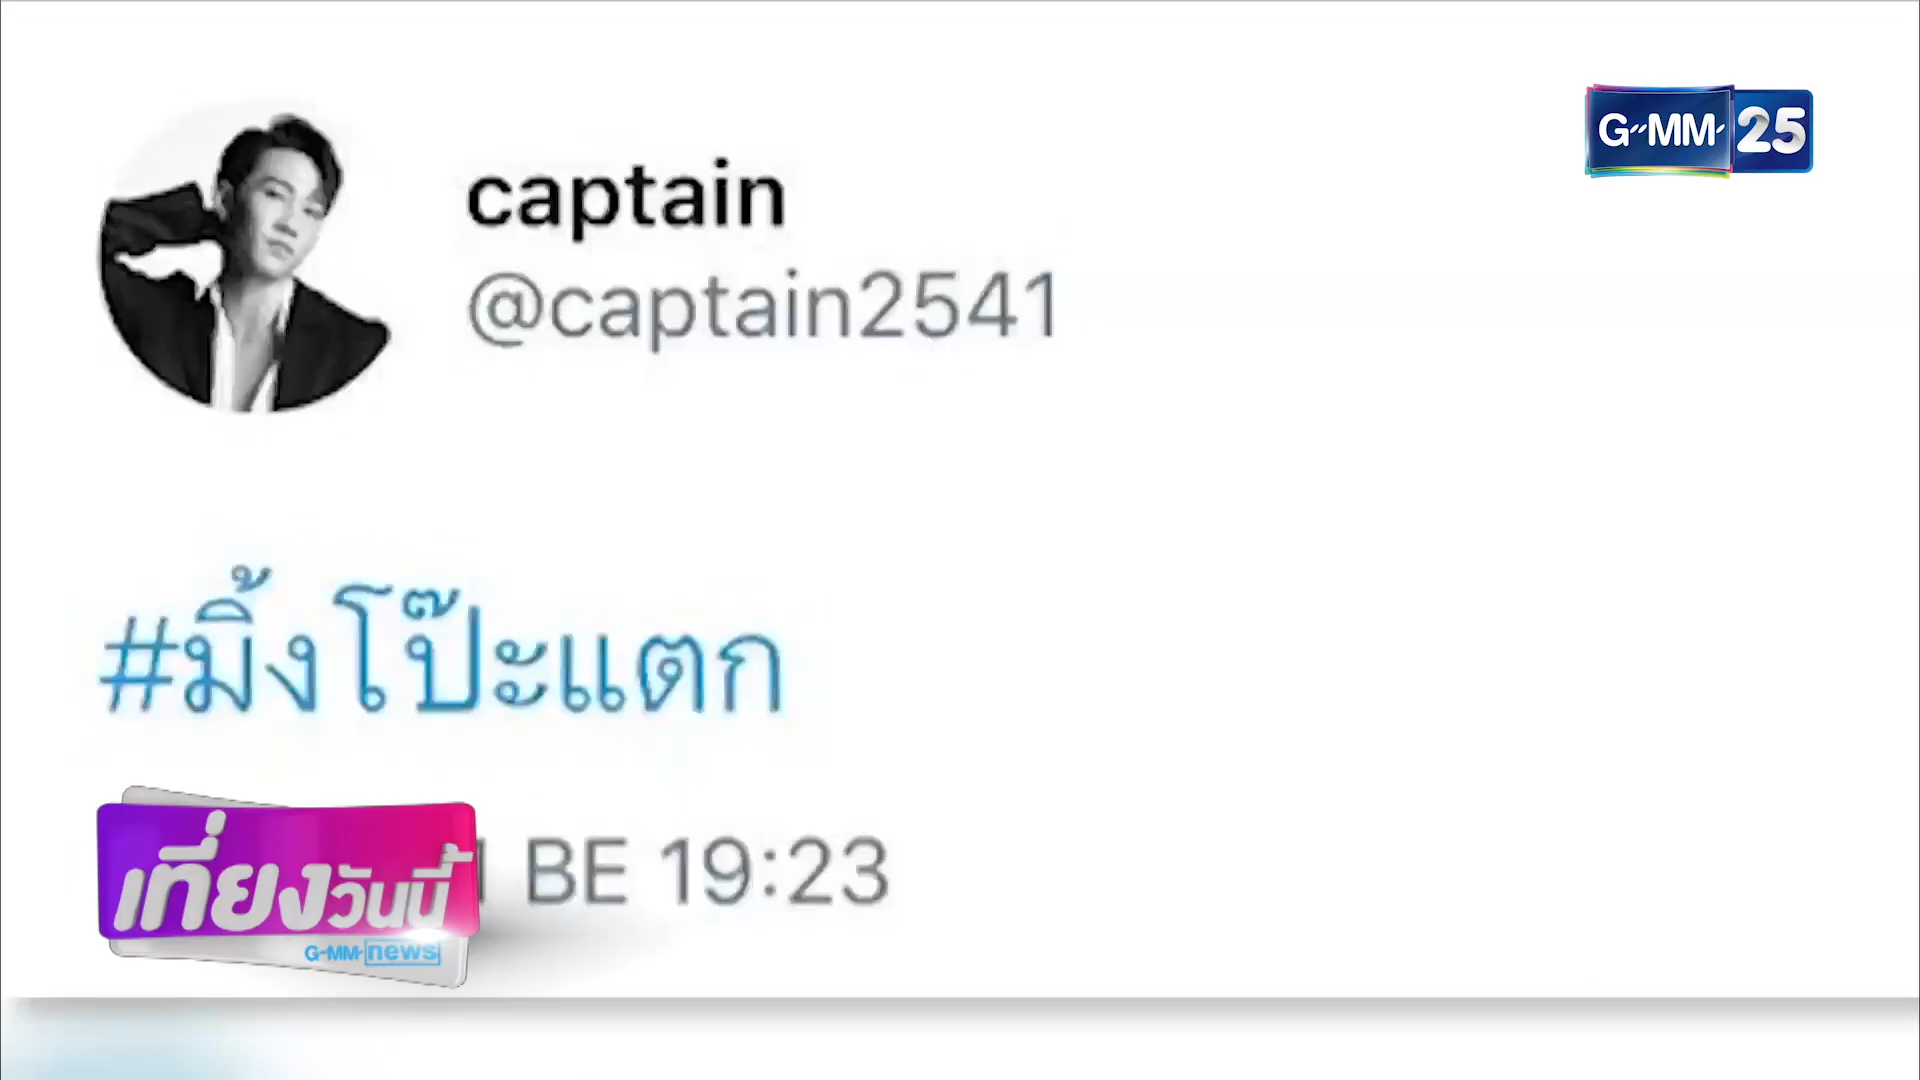 G-MM 25
captain
@captain2541
#มิ้งโป๊ะแตก
BE 19:23
เที่ยงวันนี้
G-MM news